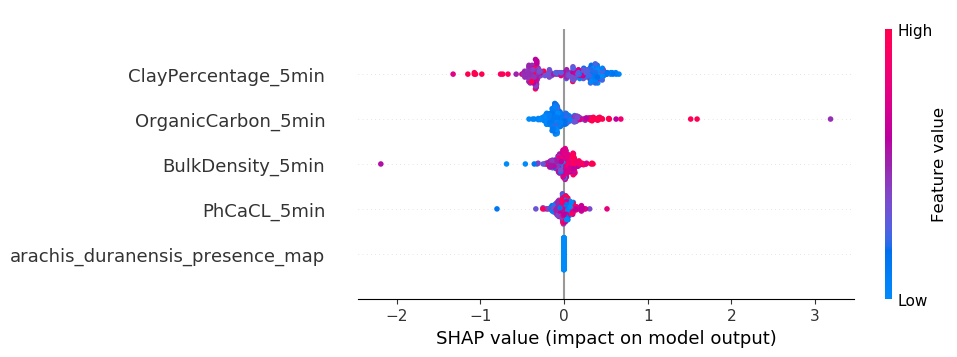 High
ClayPercentage_5min
OrganicCarbon_5min
BulkDensity_5min
PhCaCL_5min
arachis_duranensis_presence_map
Feature value
Low
−2 −1 0 1 2 3
SHAP value (impact on model output)